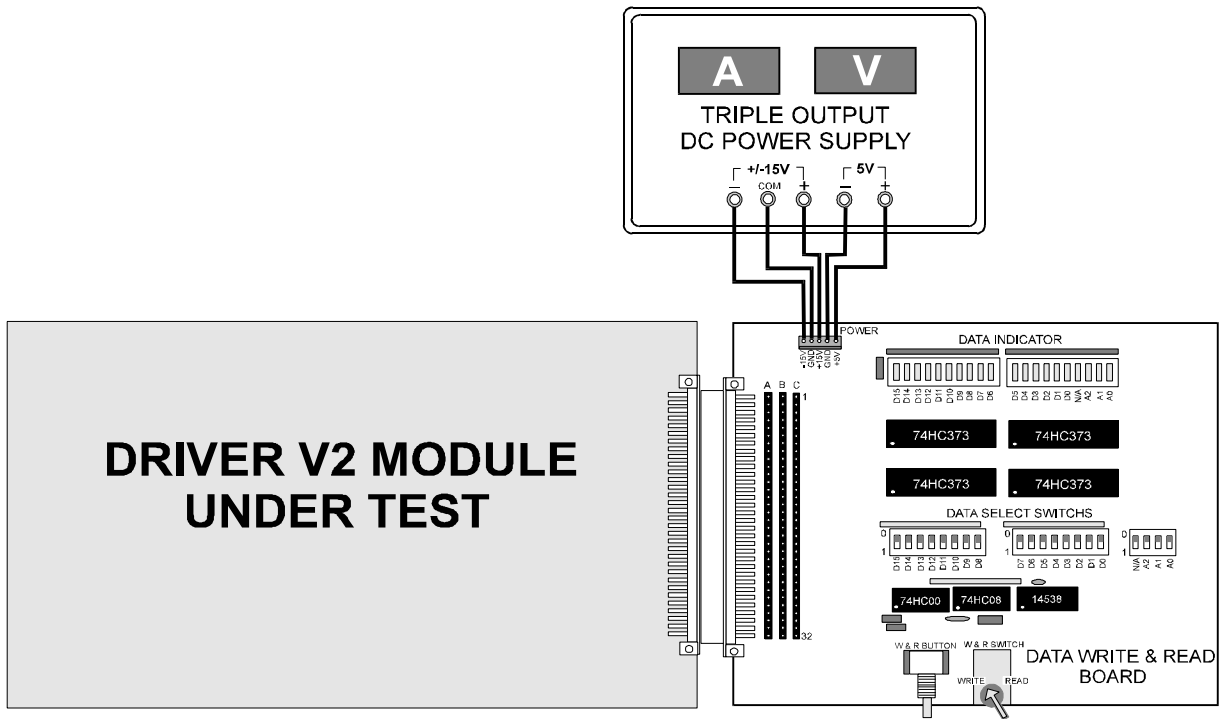 A V
TRIPLE OUTPUT
DC POWER SUPPLY
+/-15V 5V
− COM + − +
POWER
-15V GND +15V GND +5V
DATA INDICATOR
D15 D14 D13 D12 D11 D10 D9 D8 D7 D6
D5 D4 D3 D2 D1 D0 N/A A2 A1 A0
A B C
1
32
DRIVER V2 MODULE
UNDER TEST
74HC373 74HC373
74HC373 74HC373
DATA SELECT SWITCHS
0 0 0
1 1 1
D15 D14 D13 D12 D11 D10 D9 D8
D7 D6 D5 D4 D3 D2 D1 D0
N/A A2 A1 A0
74HC00 74HC08 14538
W & R BUTTON W & R SWITCH
WRITE READ
DATA WRITE & READ
BOARD